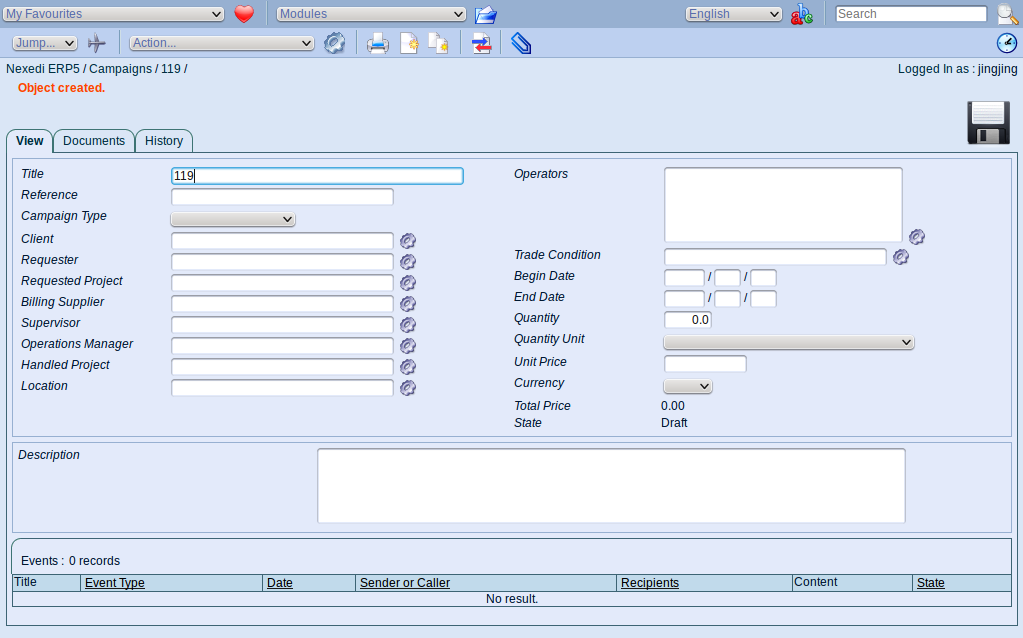 My Favourites Modules English Search
Jump... Action...
Nexedi ERP5 / Campaigns / 119 / Logged In as : jingjing
Object created.
View Documents History
Title 119
Reference
Campaign Type
Client
Requester
Requested Project
Billing Supplier
Supervisor
Operations Manager
Handled Project
Location
Operators
Trade Condition
Begin Date / /
End Date / /
Quantity 0.0
Quantity Unit
Unit Price
Currency
Total Price 0.00
State Draft
Description
Events : 0 records
Title Event Type Date Sender or Caller Recipients Content State
No result.